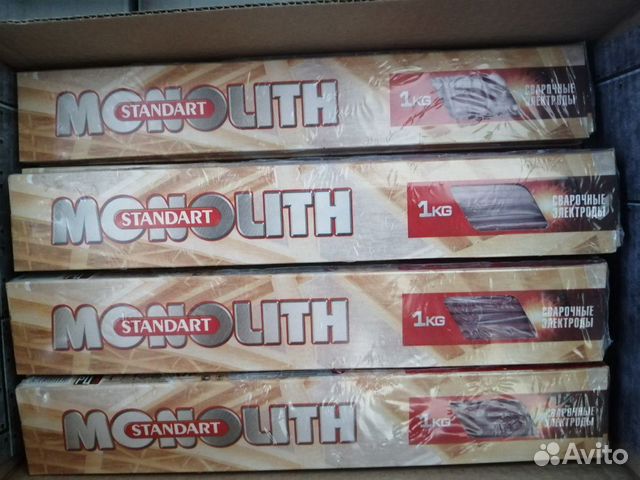 MONOLITH
STANDART
1KG
СВАРОЧНЫЕ
ЭЛЕКТРОДЫ
MONOLITH
STANDART
1KG
СВАРОЧНЫЕ
ЭЛЕКТРОДЫ
MONOLITH
STANDART
1KG
СВАРОЧНЫЕ
ЭЛЕКТРОДЫ
MONOLITH
STANDART
1KG
СВАРОЧНЫЕ
ЭЛЕКТРОДЫ
Avito